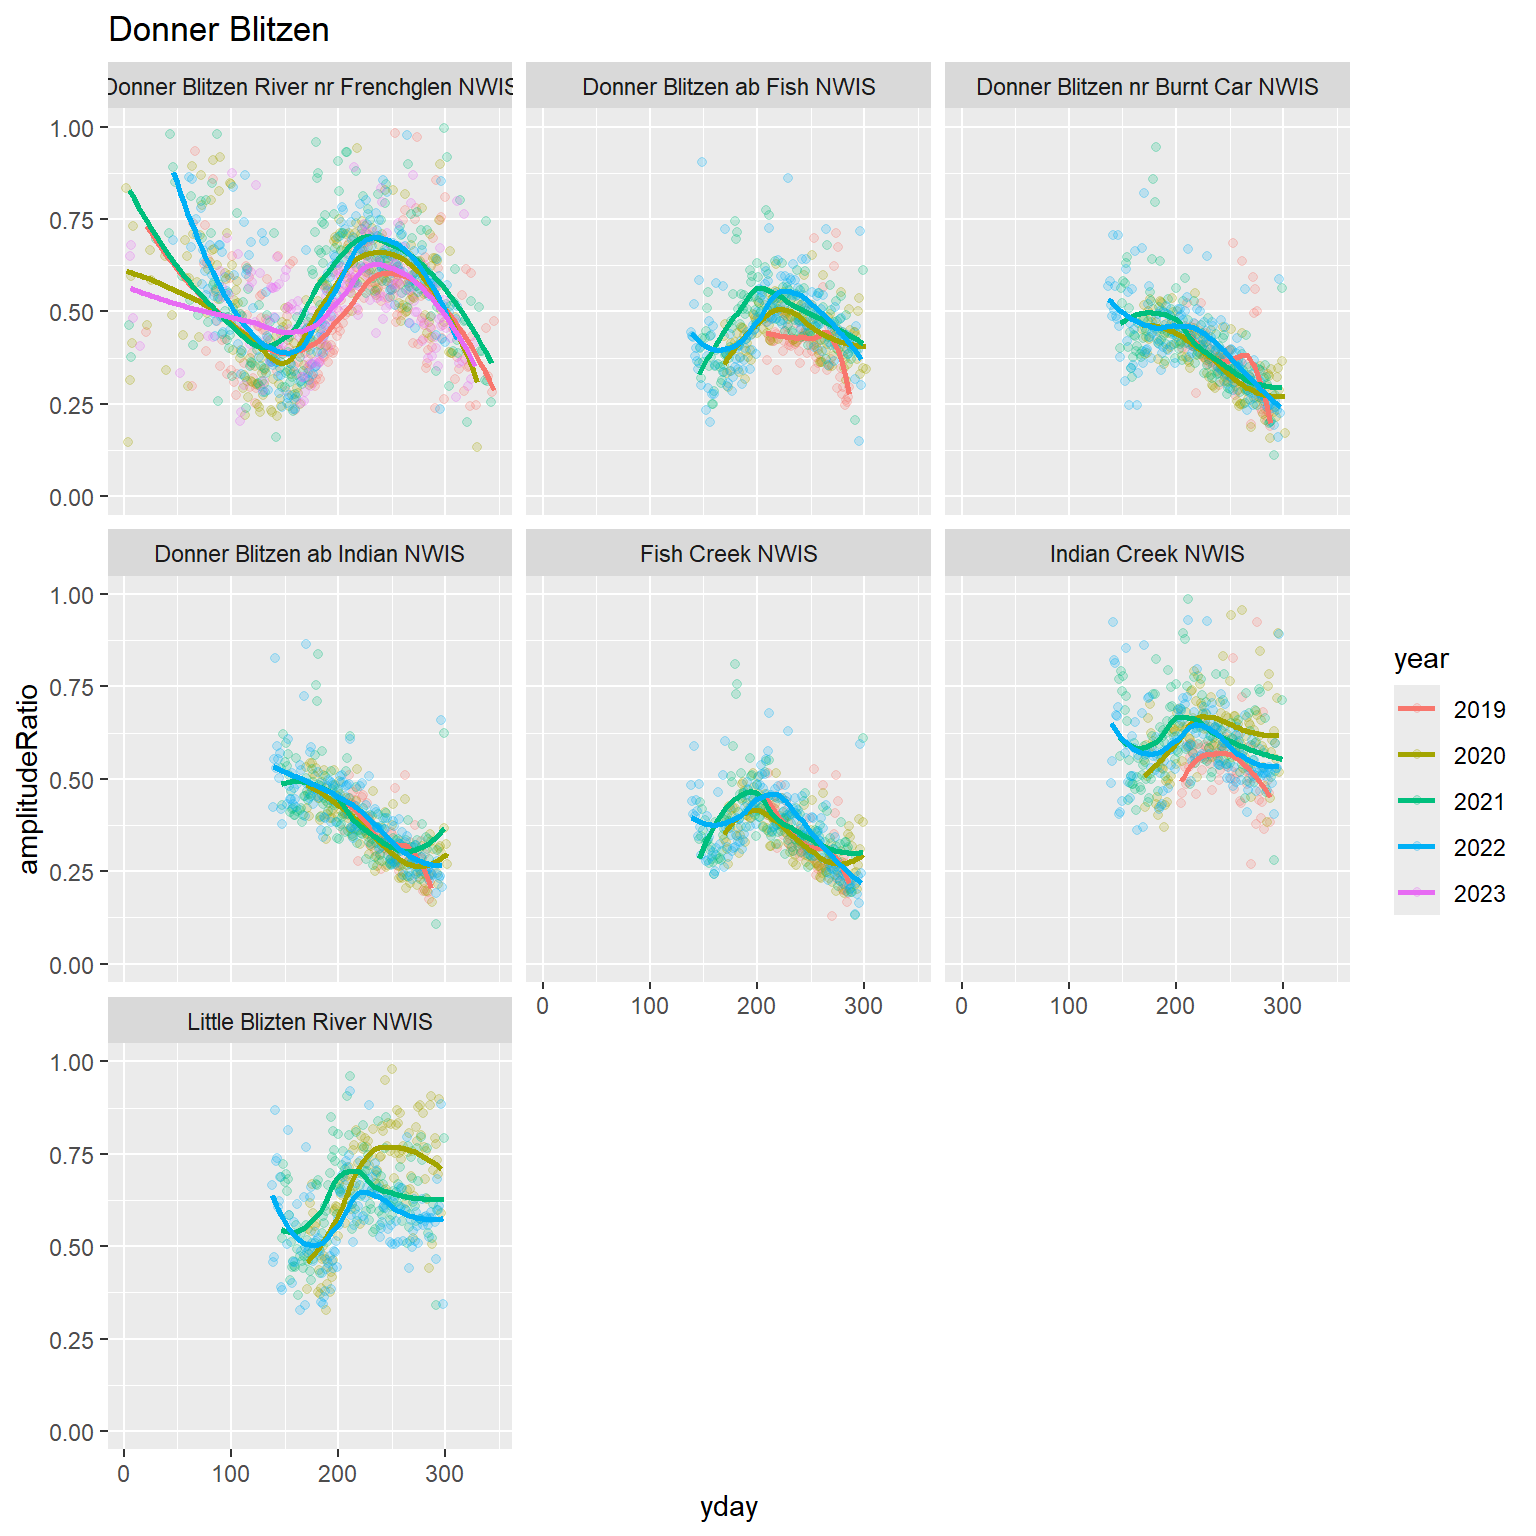 Donner Blitzen
Donner Blitzen River nr Frenchglen NWIS
Donner Blitzen ab Fish NWIS
Donner Blitzen nr Burnt Car NWIS
1.00
0.75
0.50
0.25
0.00
Donner Blitzen ab Indian NWIS
Fish Creek NWIS
Indian Creek NWIS
1.00
0.75
0.50
0.25
0.00
0 100 200 300
0 100 200 300
Little Blizten River NWIS
1.00
0.75
0.50
0.25
0.00
0 100 200 300
amplitudeRatio
yday
year
2019
2020
2021
2022
2023